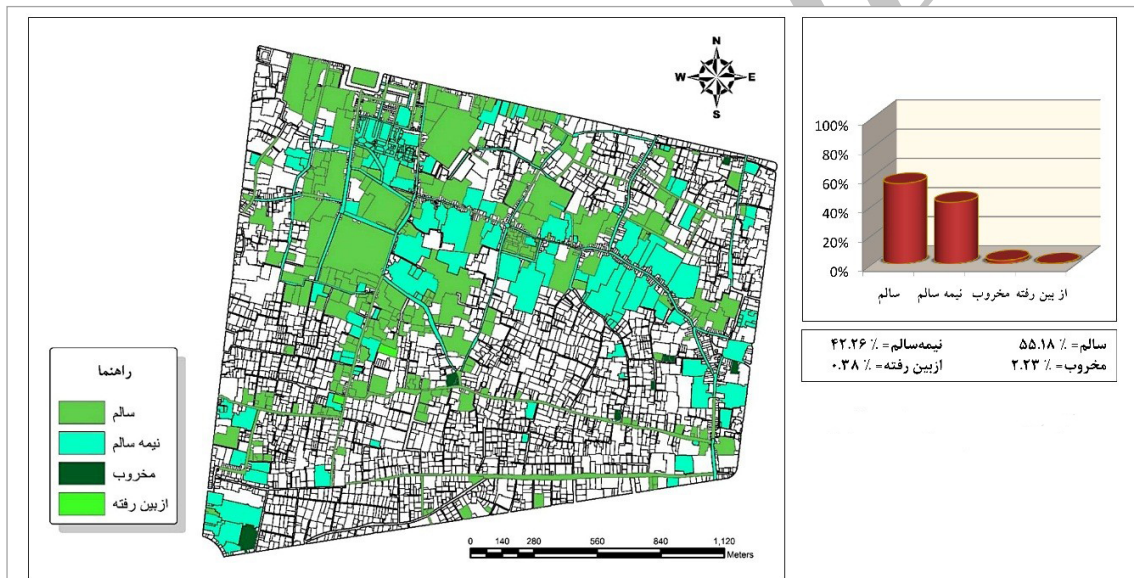 N
W E
S
راهنما
سالم
نیمه سالم
مخروب
ازبین رفته
0 140 280 560 840 1,120
Meters
100%
80%
60%
40%
20%
0%
سالم نیمه سالم مخروب از بین رفته
سالم= ٪ ۵۵.۱۸ نیمه‌سالم= ٪ ۴۲.۲۶
مخروب= ٪ ۲.۲۳ ازبین رفته= ٪ ۰.۳۸